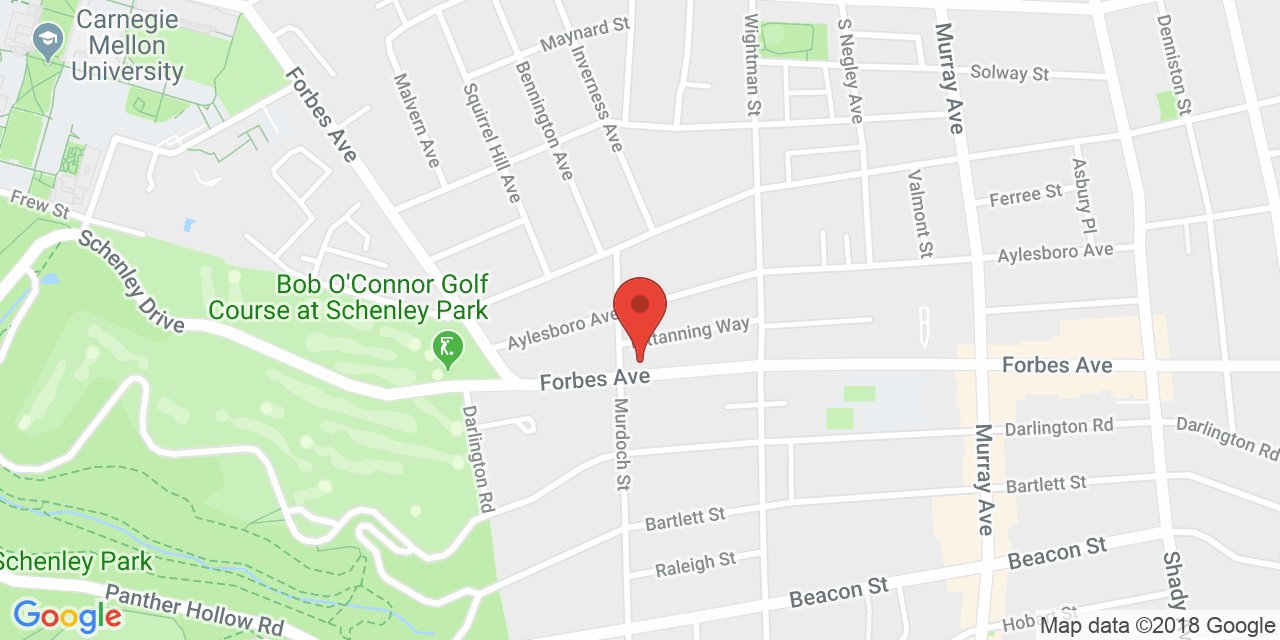 Carnegie
Mellon
University
Maynard St
Forbes Ave
Malvern Ave
Squirrel Hill Ave
Bennington Ave
Inverness Ave
Wightman St
S Negley Ave
Murray Ave
Solway St
Denniston St
Frew St
Schenley Drive
Valmont St
Ferree St
Asbury Pl
Aylesboro Ave
Bob O'Connor Golf
Course at Schenley Park
Aylesboro Ave
ttanning Way
Forbes Ave
Forbes Ave
Darlington Rd
Murdoch St
Murray Ave
Darlington Rd
Darlington Rd
Bartlett St
Bartlett St
Raleigh St
Beacon St
Beacon St
Shady
Schenley Park
Panther Hollow Rd
Hobart St
Google
Map data ©2018 Google